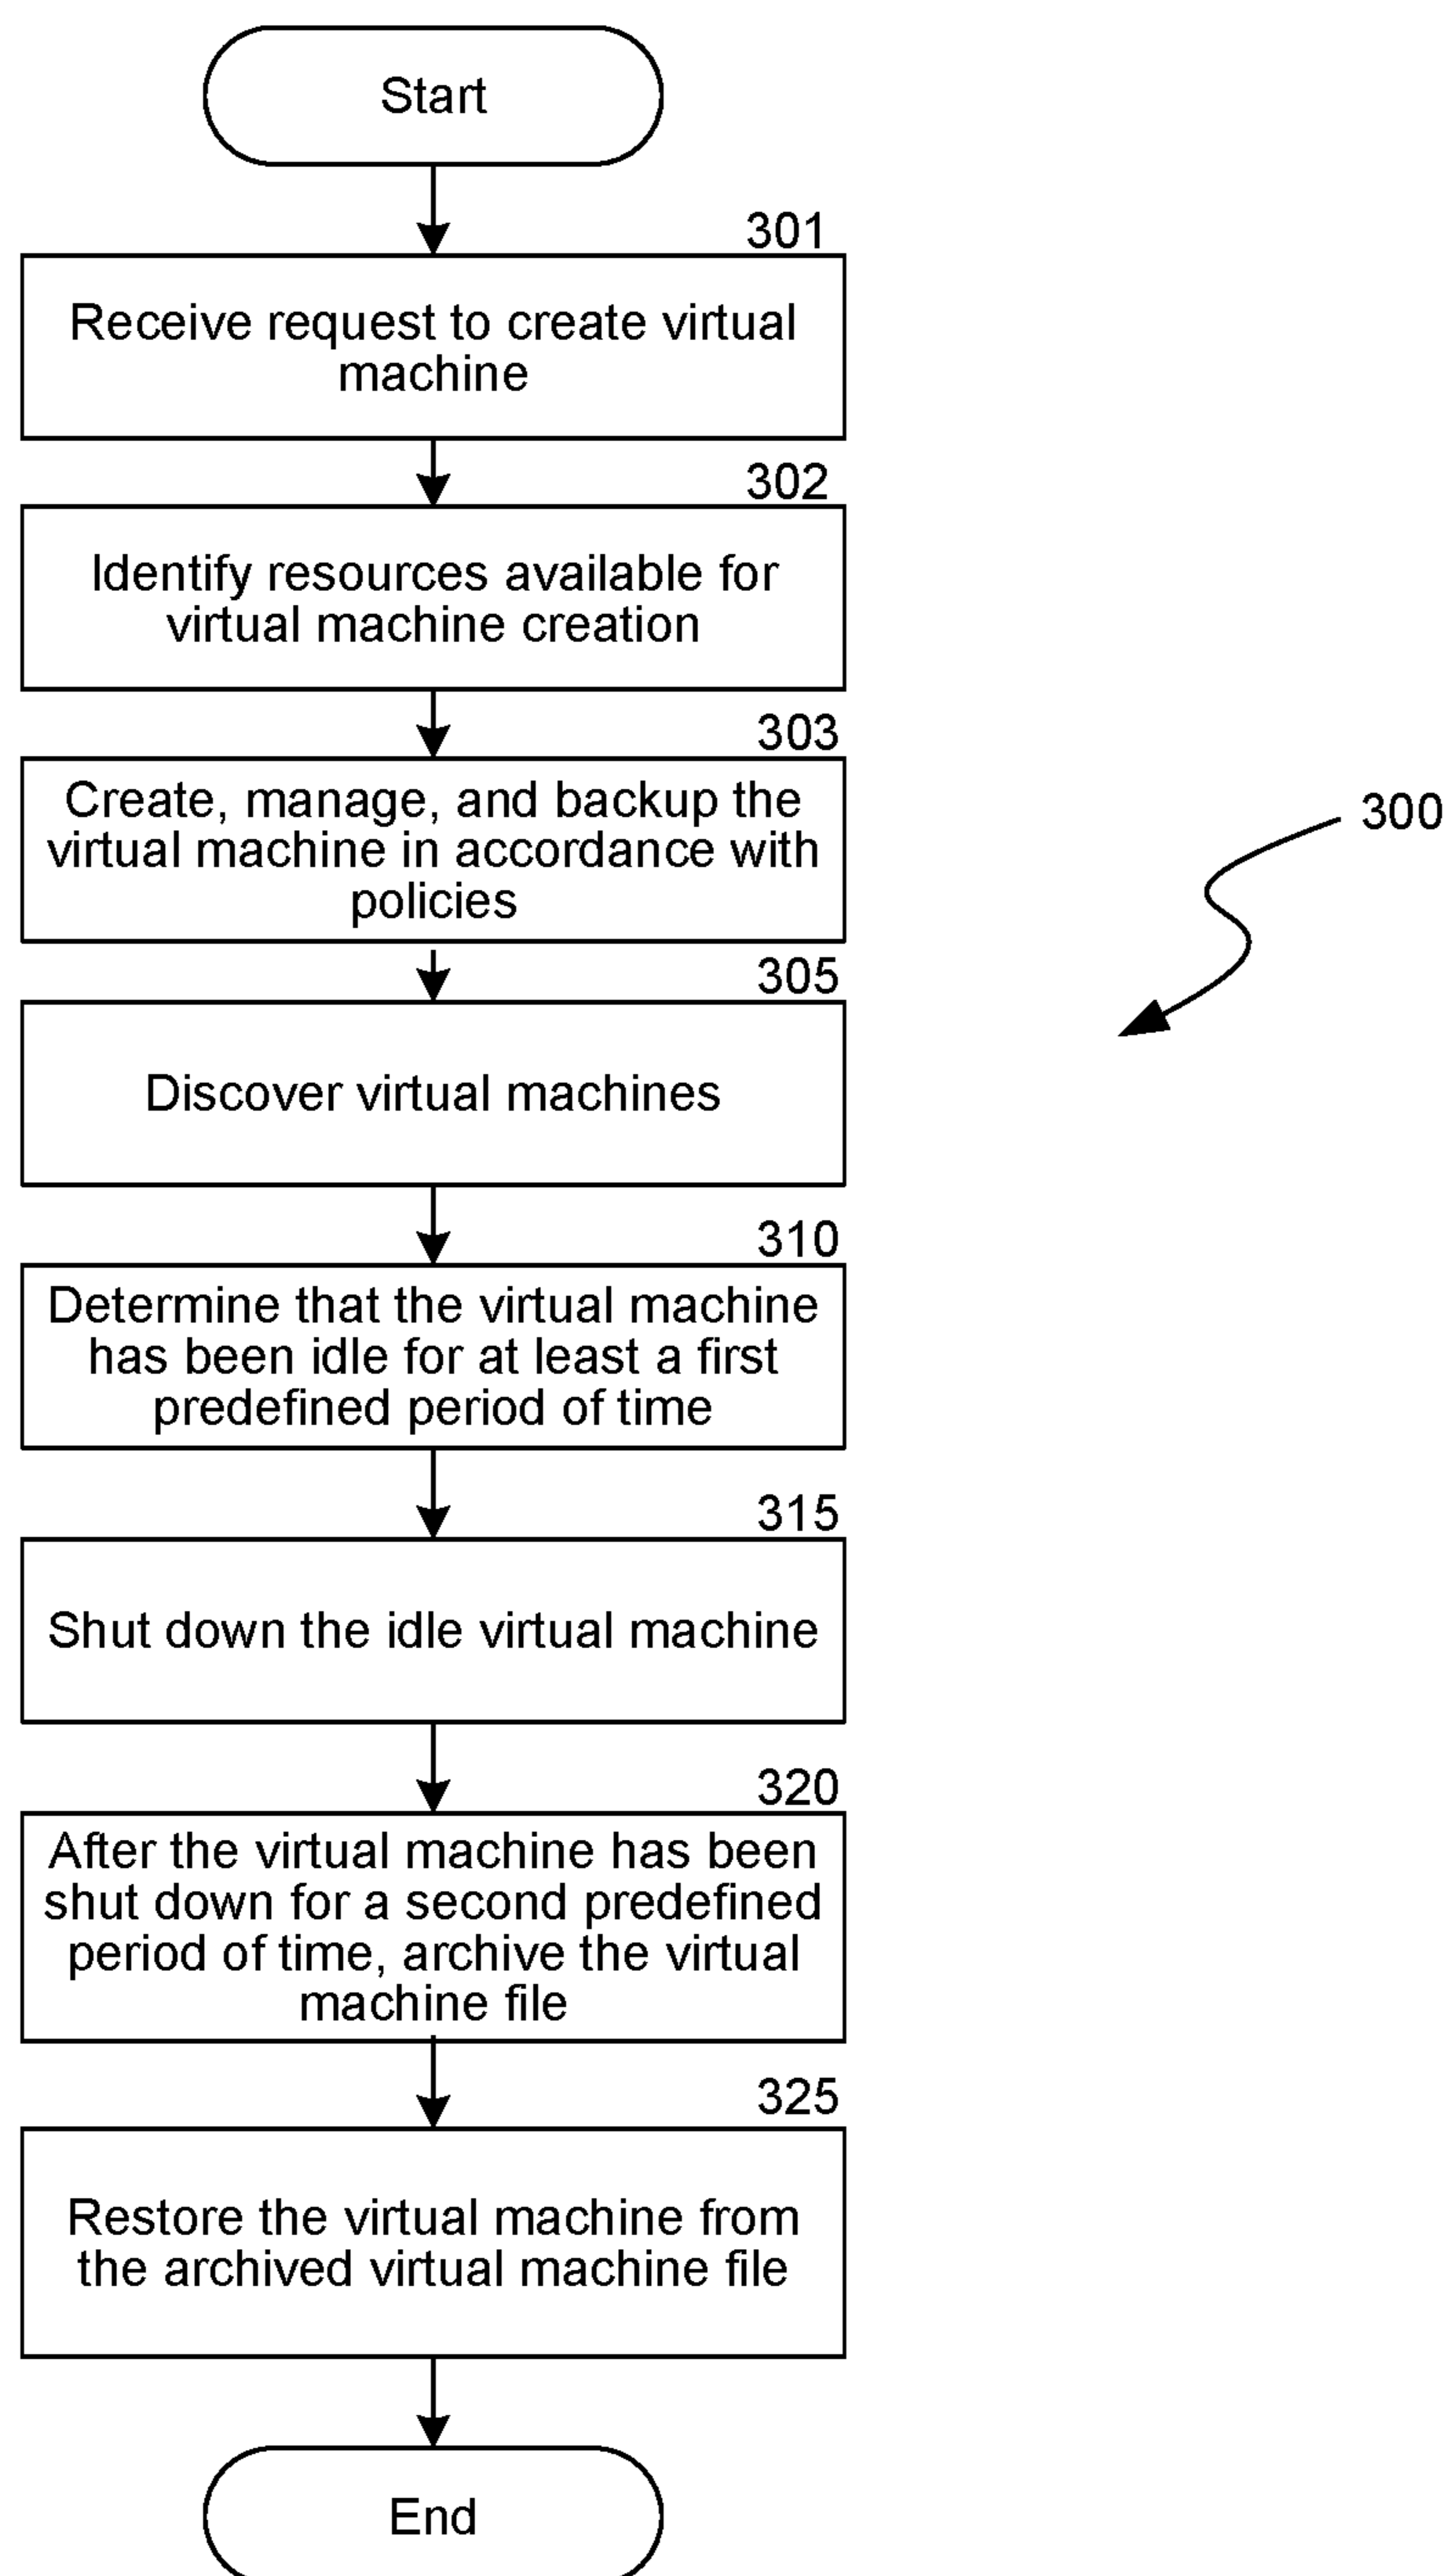 Start
301
Receive request to create virtual
machine
302
Identify resources available for
virtual machine creation
303
Create, manage, and backup the
virtual machine in accordance with
policies
300
305
Discover virtual machines
310
Determine that the virtual machine
has been idle for at least a first
predefined period of time
315
Shut down the idle virtual machine
320
After the virtual machine has been
shut down for a second predefined
period of time, archive the virtual
machine file
325
Restore the virtual machine from
the archived virtual machine file
End